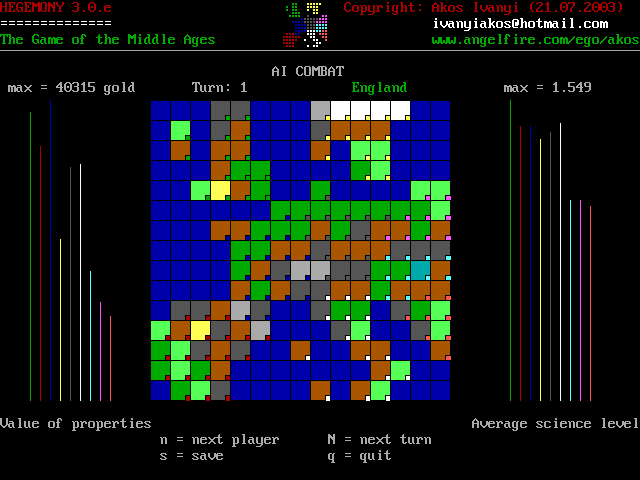 HEGEMONY 3.0.e
Copyright: Akos Ivanyi (21.07.2003)
===============
ivanyiakos@hotmail.com
The Game of the Middle Ages
www.angelfire.com/ego/akos
AI COMBAT
max = 40315 gold
Turn: 1
England
max = 1.549
Value of properties
Average science level
n = next player
N = next turn
s = save
q = quit